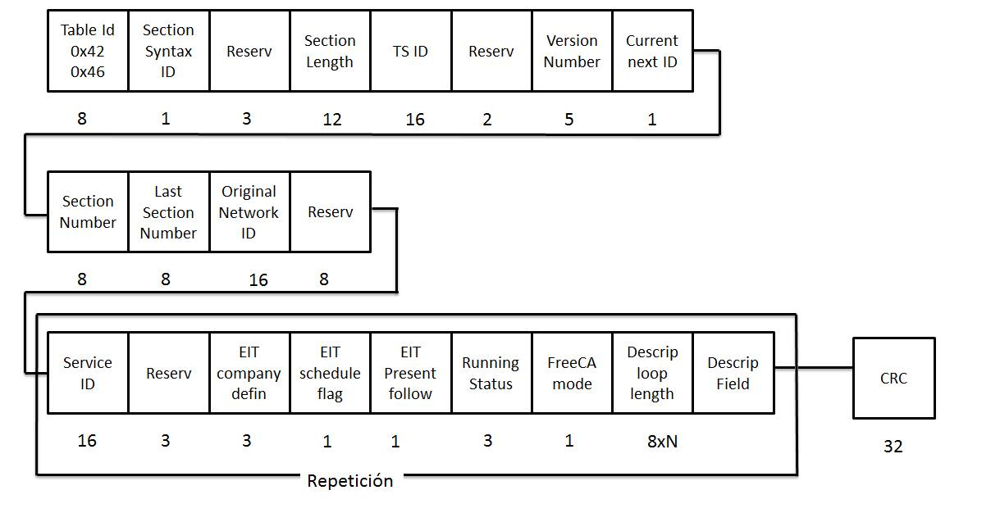 Table Id
0x42
0x46
Section
Syntax
ID
Reserv
Section
Length
TS ID
Reserv
Version
Number
Current
next ID
8
1
3
12
16
2
5
1
Section
Number
Last
Section
Number
Original
Network
ID
Reserv
8
8
16
8
Service
ID
Reserv
EIT
company
defin
EIT
schedule
flag
EIT
Present
follow
Running
Status
FreeCA
mode
Descrip
loop
length
Descrip
Field
CRC
16
3
3
1
1
3
1
8xN
32
Repetición